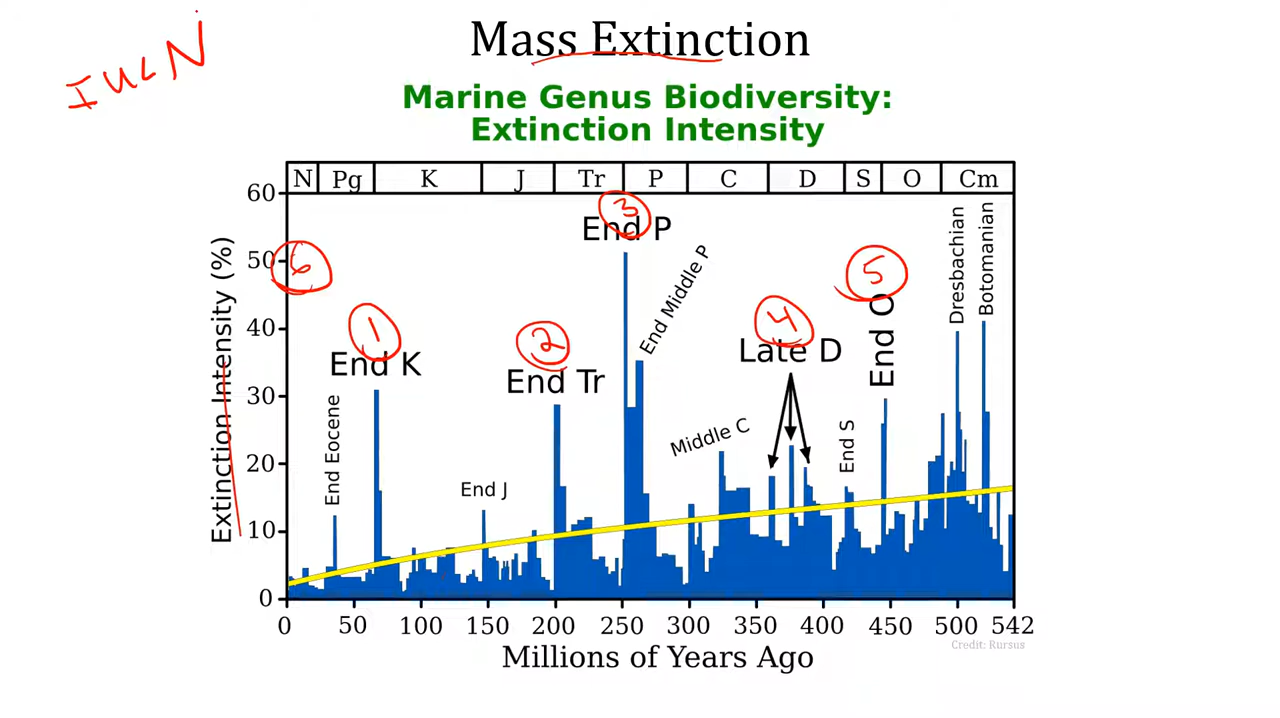 Mass Extinction
IUCN
Marine Genus Biodiversity:
Extinction Intensity
N Pg K J Tr P C D S O Cm
60
50
40
30
20
10
0
Extinction Intensity (%)
6
1
End K
2
End Tr
3
End P
End Middle P
4
Late D
5
End O
Dresbachian
Botomanian
End Eocene
End J
Middle C
End S
0 50 100 150 200 250 300 350 400 450 500 542
Millions of Years Ago
Credit: Rursus